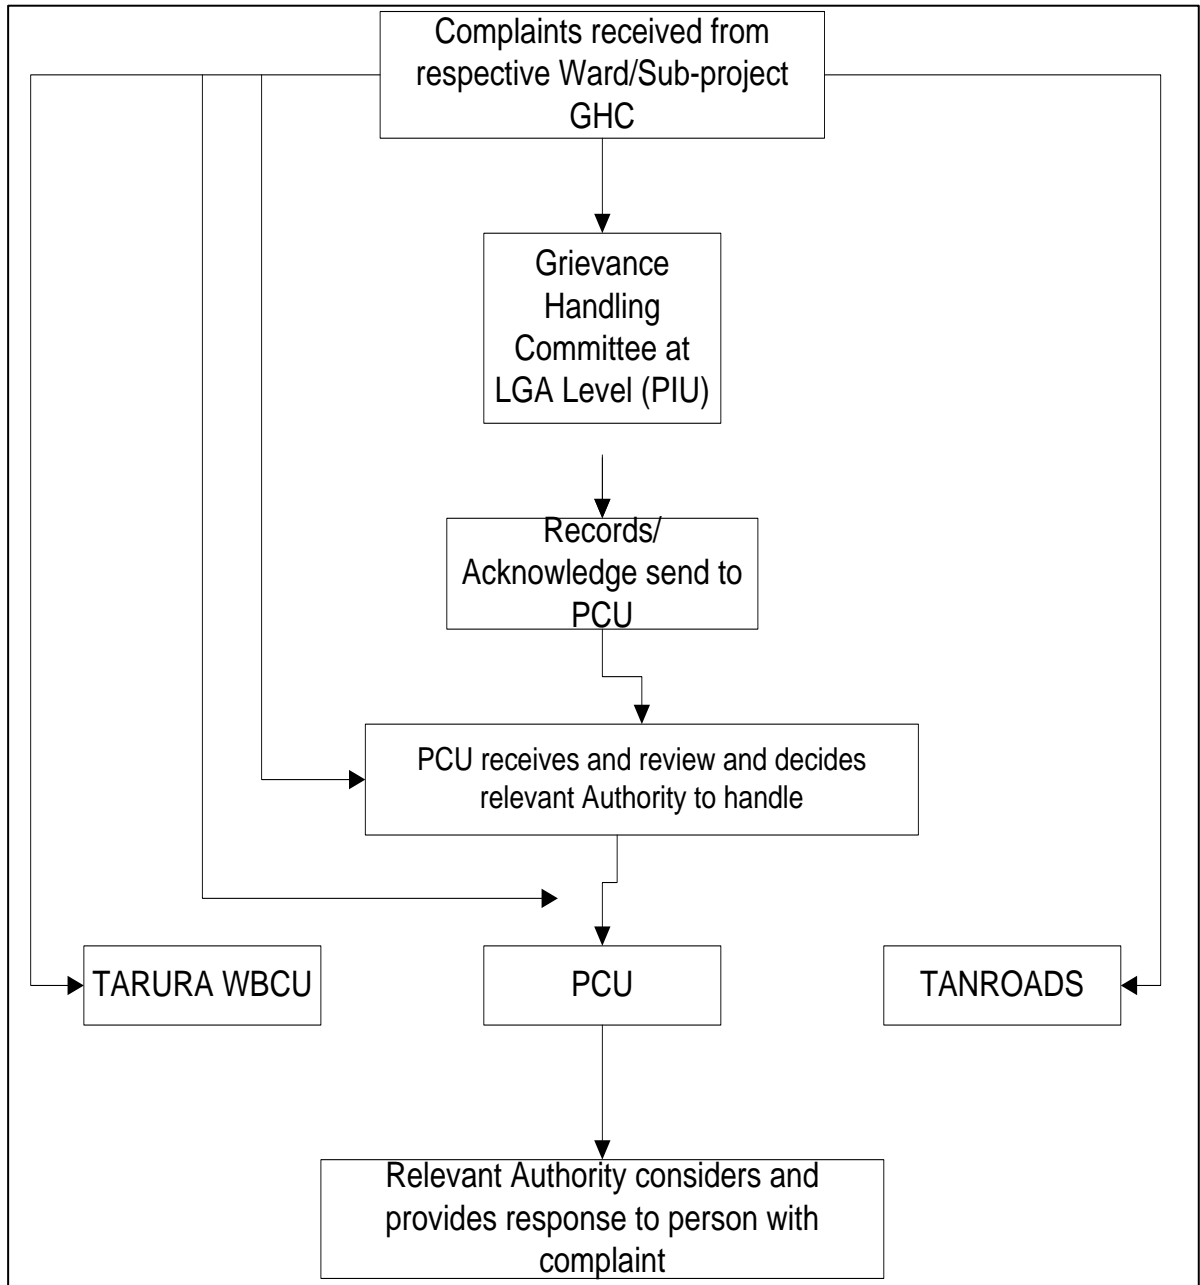 Complaints received from
respective Ward/Sub-project
GHC
Grievance
Handling
Committee at
LGA Level (PIU)
Records/
Acknowledge send to
PCU
PCU receives and review and decides
relevant Authority to handle
TARURA WBCU
PCU
TANROADS
Relevant Authority considers and
provides response to person with
complaint